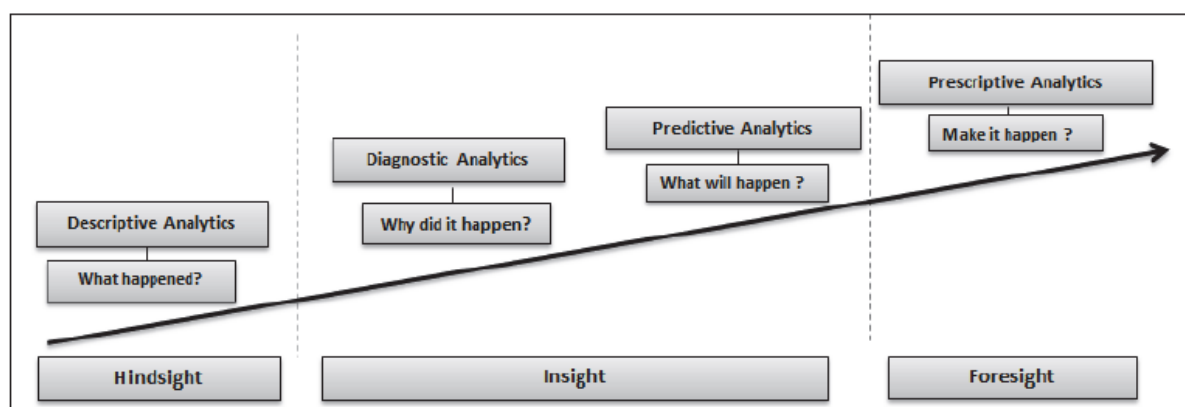 Prescriptive Analytics
Make it happen ?
Predictive Analytics
What will happen ?
Diagnostic Analytics
Why did it happen?
Descriptive Analytics
What happened?
Hindsight
Insight
Foresight